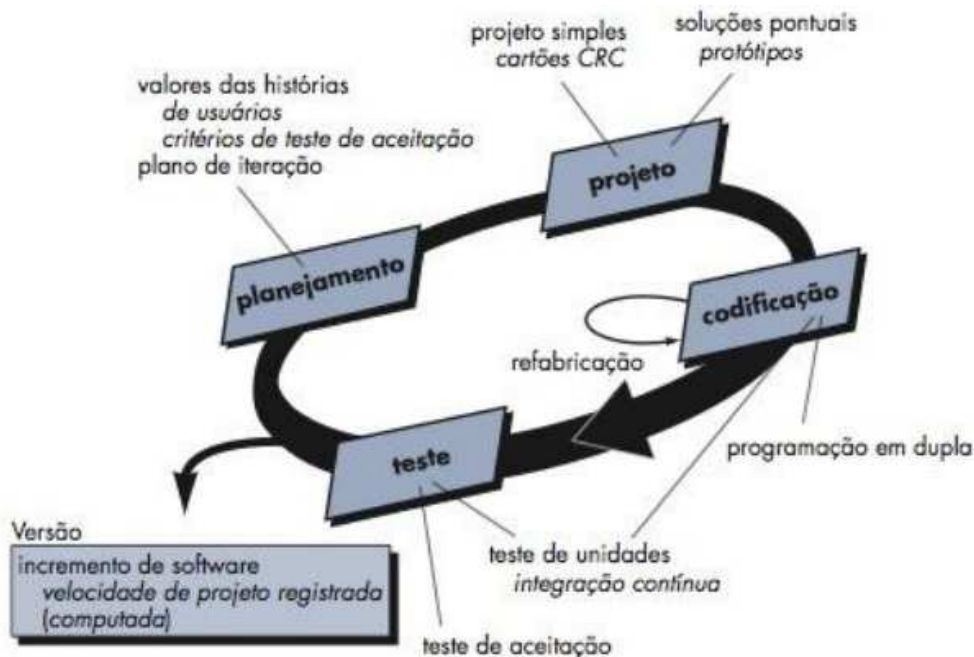 projeto simples
cartões CRC
soluções pontuais
protótipos
valores das histórias
de usuários
critérios de teste de aceitação
plano de iteração
projeto
planejamento
codificação
refabricação
teste
programação em dupla
teste de unidades
integração contínua
teste de aceitação
Versão
incremento de software
velocidade de projeto registrada
(computada)